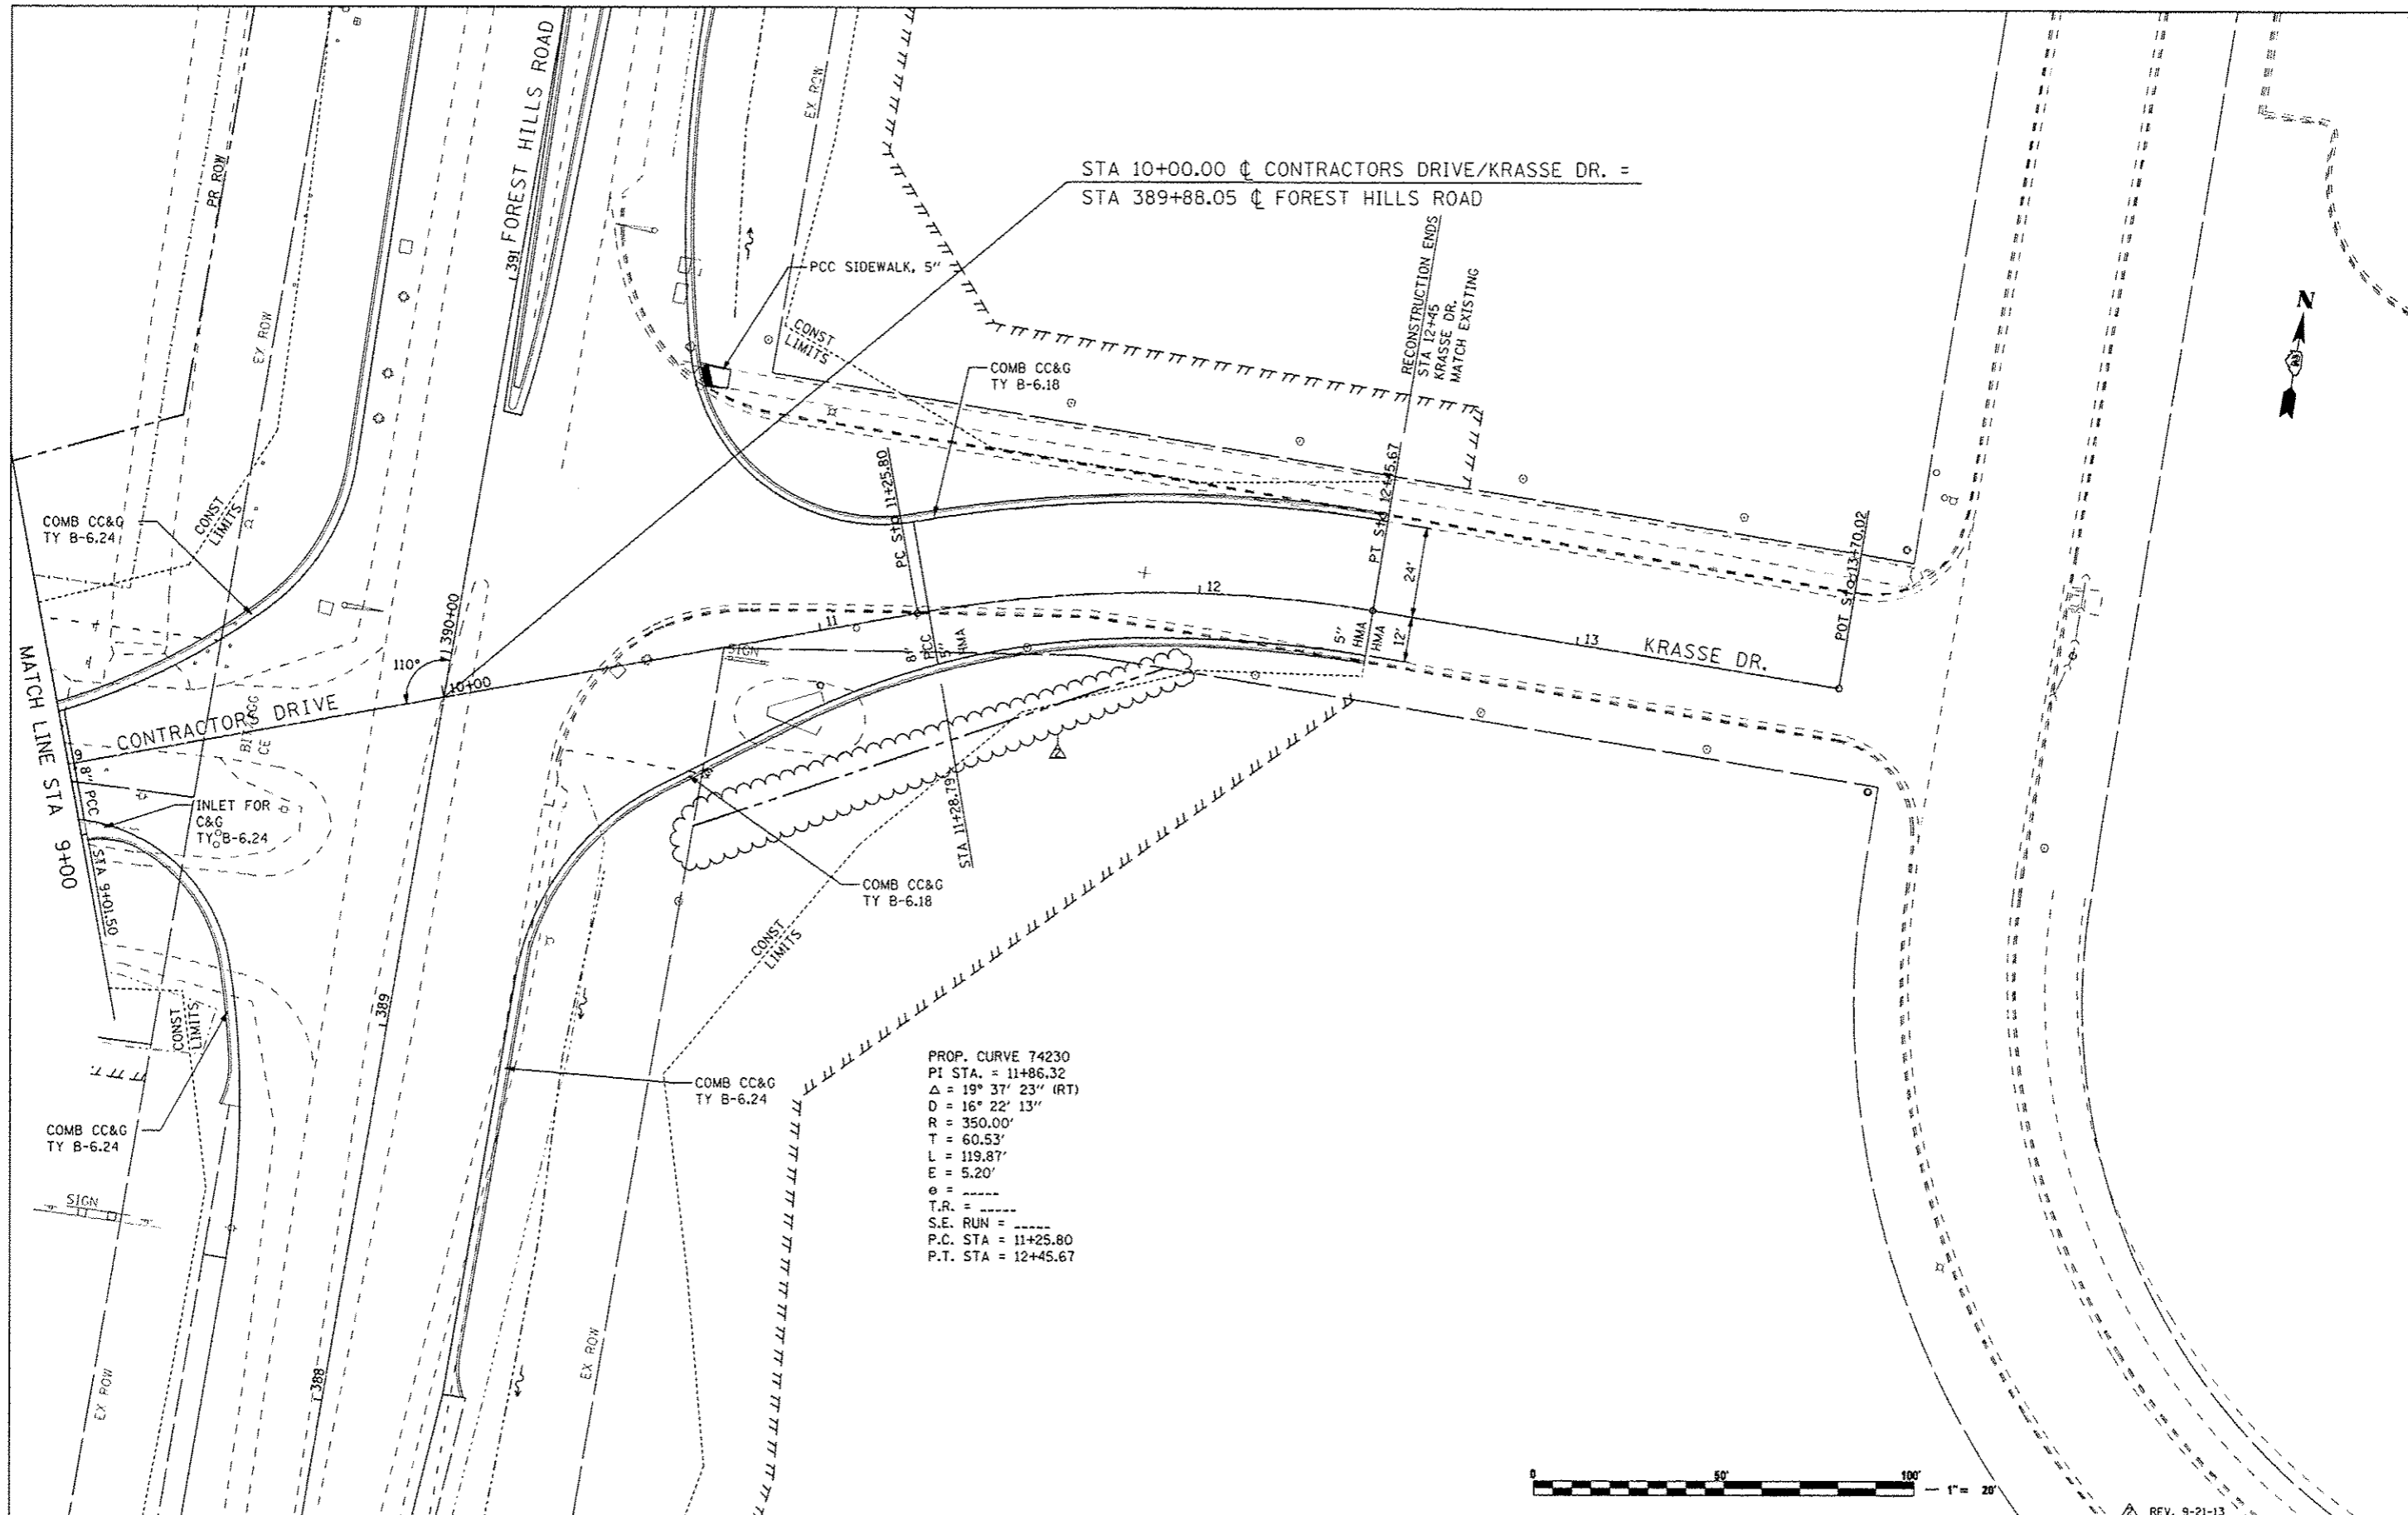 PR ROW
EX ROW
391
FOREST HILLS ROAD
EX ROW
STA 10+00.00 ℄ CONTRACTORS DRIVE/KRASSE DR. =
STA 389+88.05 ℄ FOREST HILLS ROAD
PCC SIDEWALK, 5"
CONST
LIMITS
COMB CC&G
TY B-6.18
RECONSTRUCTION ENDS
STA 12+45
KRASSE DR.
MATCH EXISTING
N
COMB CC&G
TY B-6.24
CONST
LIMITS
PC Sta 11+25.80
PT Sta 12+45.67
POT Sta 13+70.02
24'
12'
12
11
13
KRASSE DR.
8" PCC
5" HMA
5" HMA
HMA
SIGN
390+00
110°
10+00
CONTRACTORS DRIVE
MATCH LINE STA 9+00
9
8" PCC
INLET FOR
C&G
TY B-6.24
STA 9+01.50
STA 11+28.79
2
COMB CC&G
TY B-6.18
CONST
LIMITS
389
CONST
LIMITS
COMB CC&G
TY B-6.24
COMB CC&G
TY B-6.24
SIGN
PROP. CURVE 74230
PI STA. = 11+86.32
Δ = 19° 37' 23" (RT)
D = 16° 22' 13"
R = 350.00'
T = 60.53'
L = 119.87'
E = 5.20'
e = -----
T.R. = -----
S.E. RUN = -----
P.C. STA = 11+25.80
P.T. STA = 12+45.67
EX ROW
388
EX ROW
0 50' 100'
1"= 20'
2 REV. 9-21-13